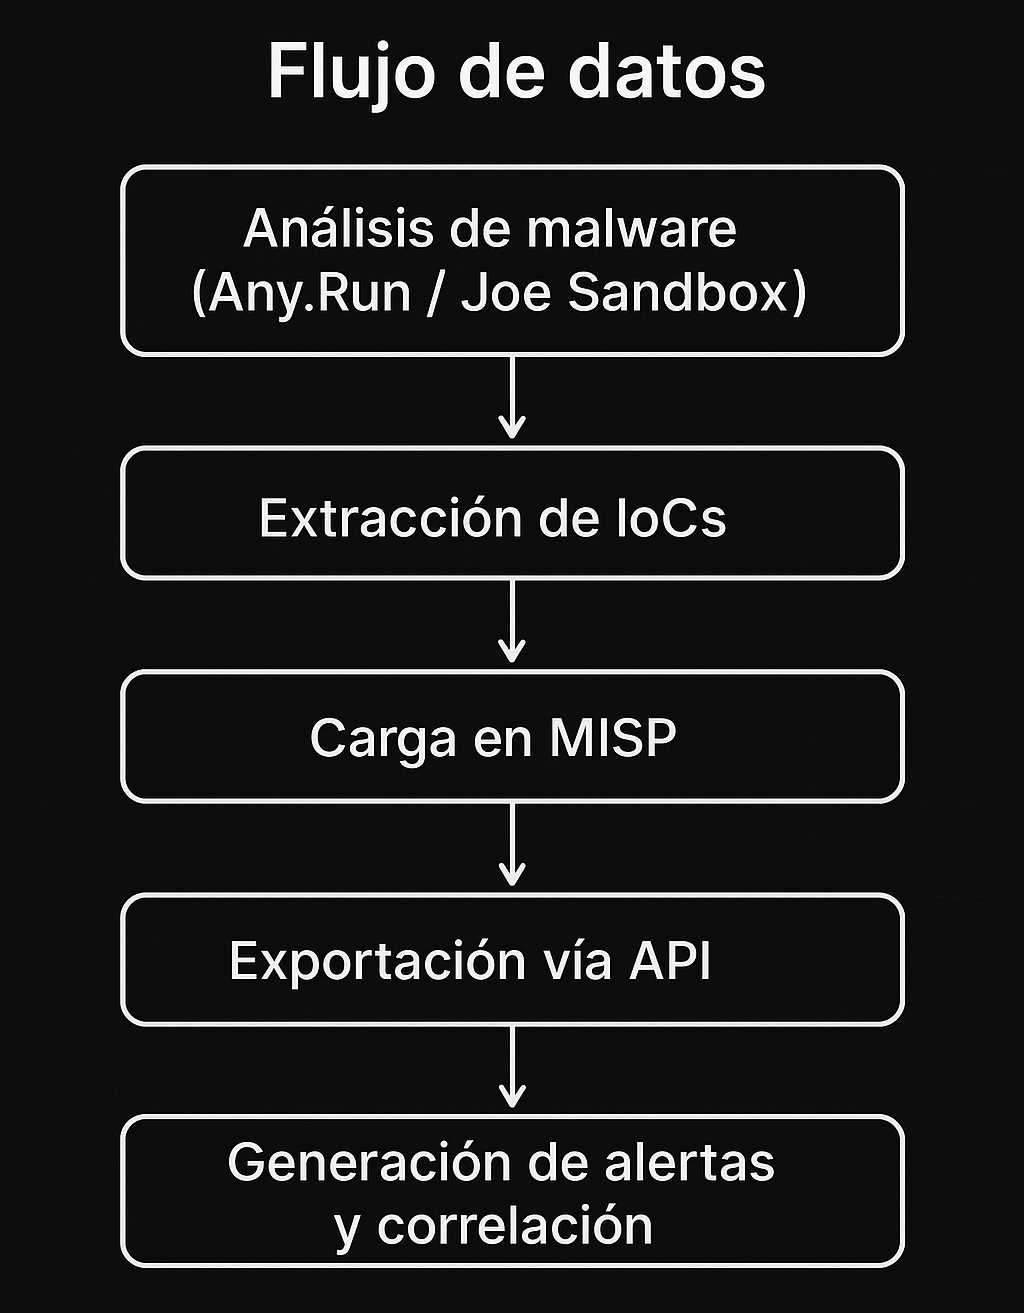 Flujo de datos
Análisis de malware
(Any.Run / Joe Sandbox)
Extracción de IoCs
Carga en MISP
Exportación vía API
Generación de alertas
y correlación